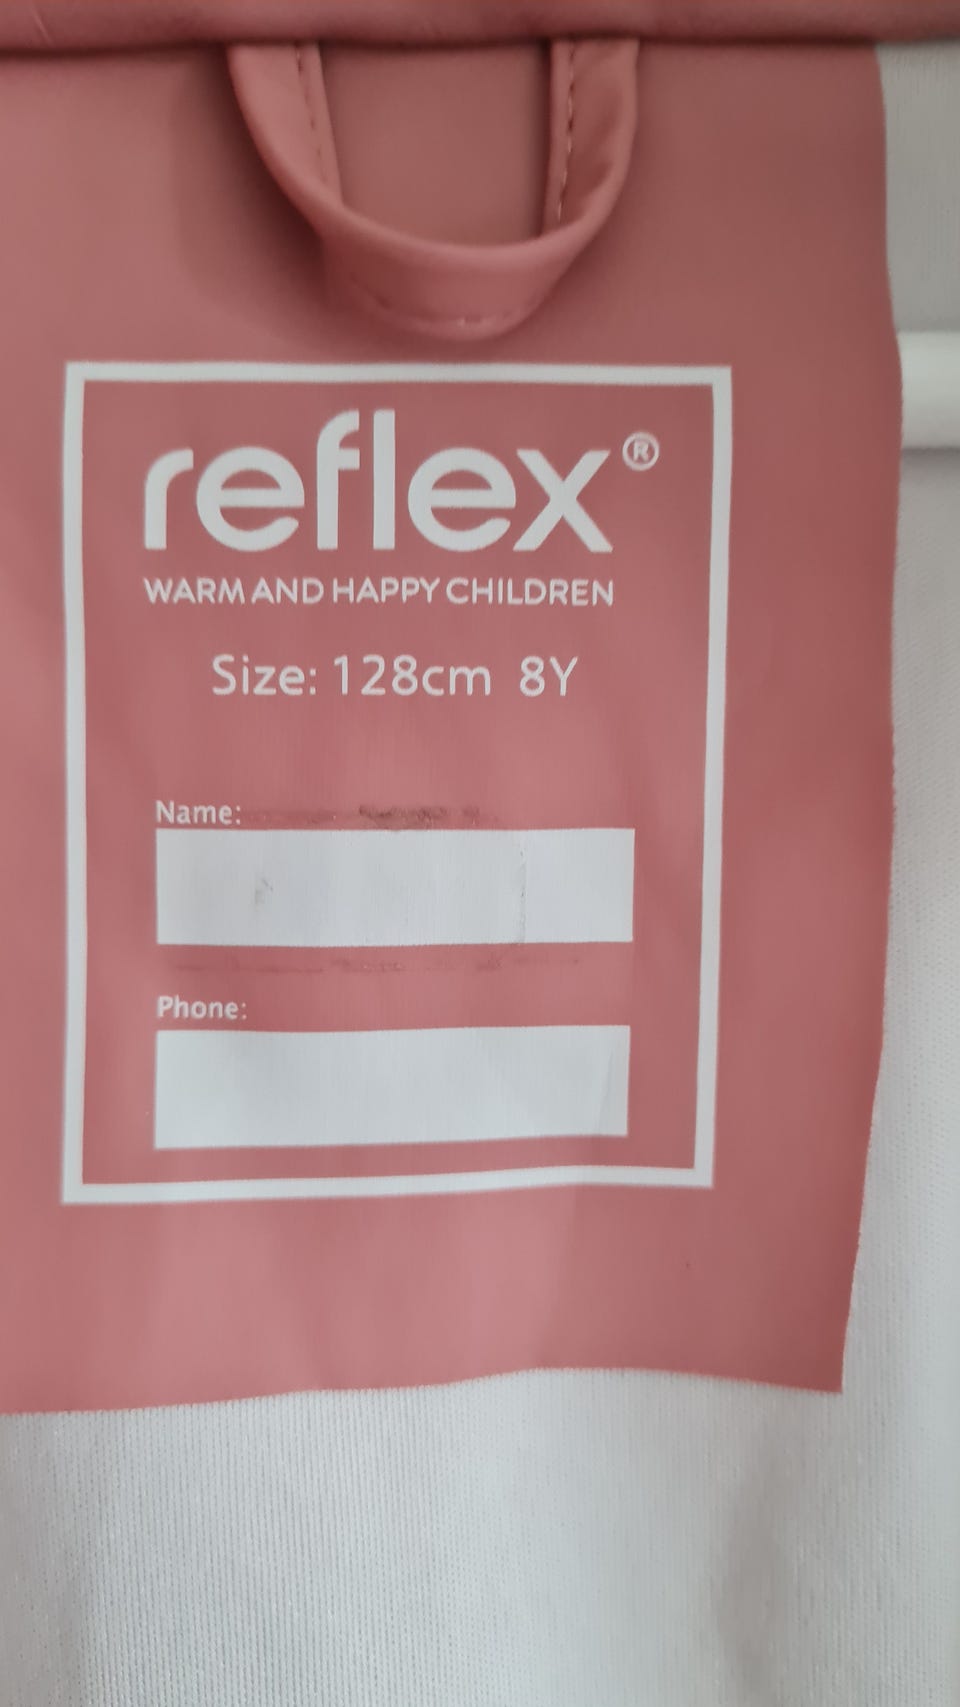 reflex®
WARM AND HAPPY CHILDREN
Size: 128cm 8Y
Name:
Phone: